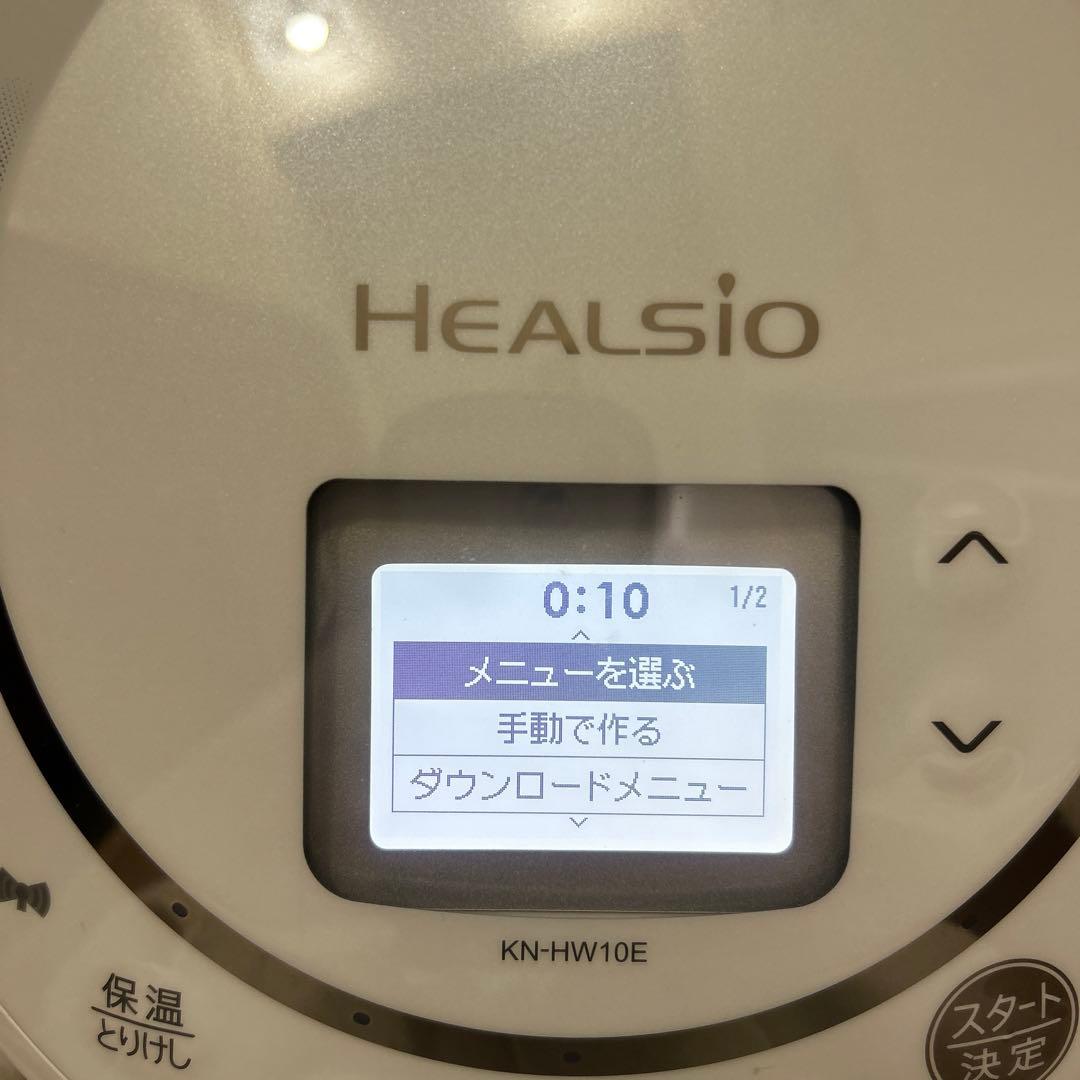 HEALSIO
0:10 1/2
メニューを選ぶ
手動で作る
ダウンロードメニュー
KN-HW10E
保温
とりけし
スタート
決定